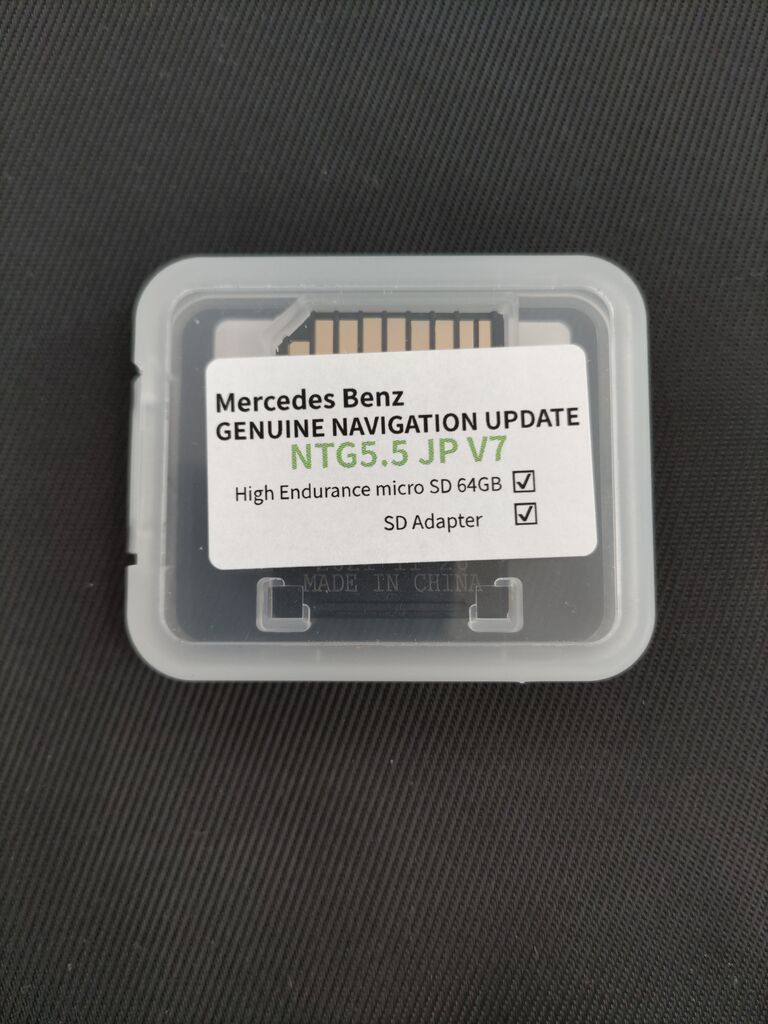 Mercedes Benz
GENUINE NAVIGATION UPDATE
NTG5.5 JP V7
High Endurance micro SD 64GB ☑
SD Adapter ☑
MADE IN CHINA